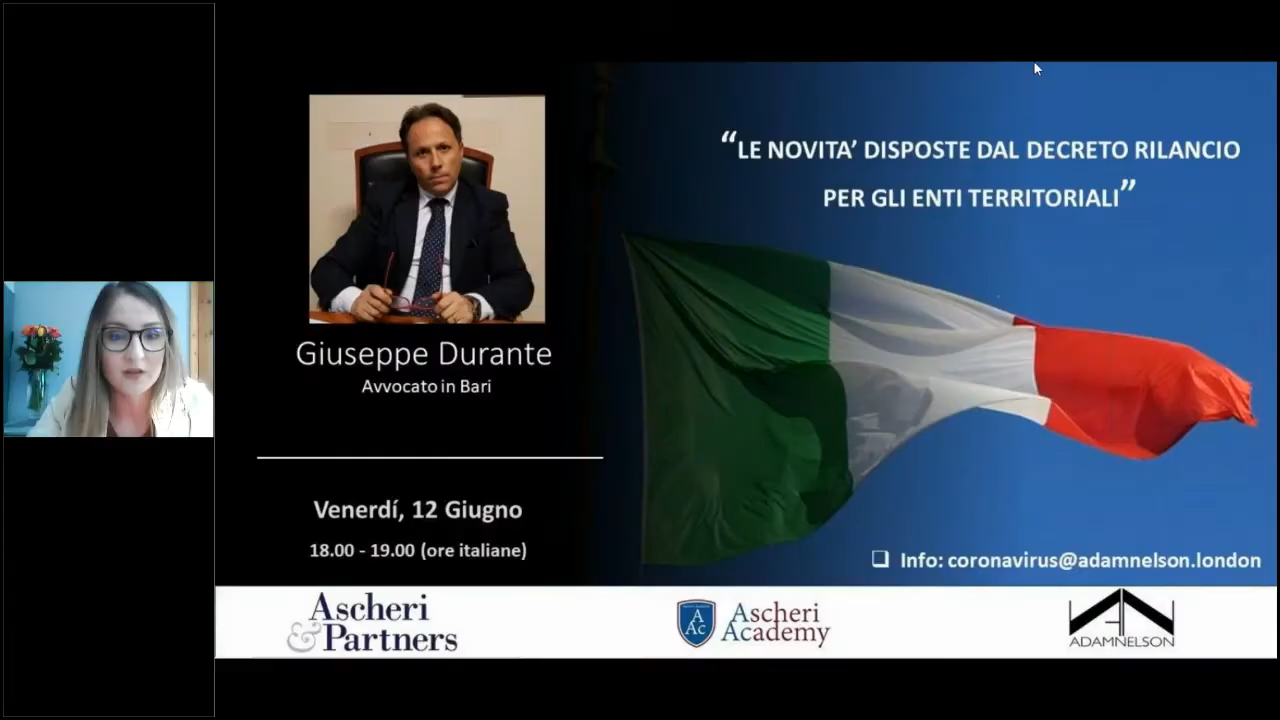 “LE NOVITA’ DISPOSTE DAL DECRETO RILANCIO
PER GLI ENTI TERRITORIALI”
Giuseppe Durante
Avvocato in Bari
Venerdí, 12 Giugno
18.00 - 19.00 (ore italiane)
❑ Info: coronavirus@adamnelson.london
Ascheri
& Partners
A
Ac
Ascheri
Academy
ADAMNELSON